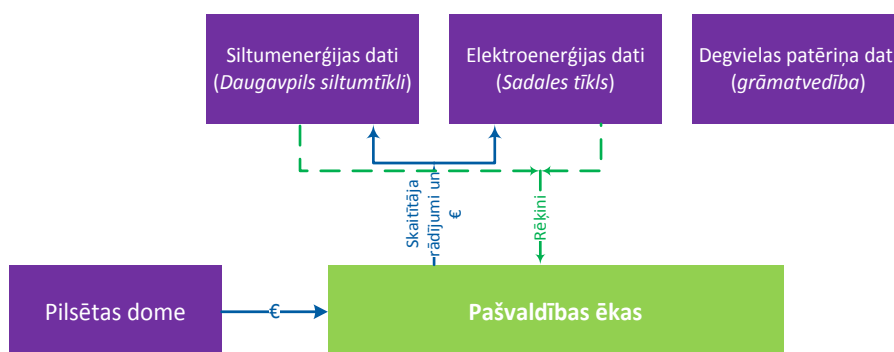 Siltumenerģijas dati
(Daugavpils siltumtīkli)
Elektroenerģijas dati
(Sadales tīkls)
Degvielas patēriņa dat
(grāmatvedība)
Skaitītāja
rādījumi un
€
Rēķini
Pilsētas dome
€
Pašvaldības ēkas